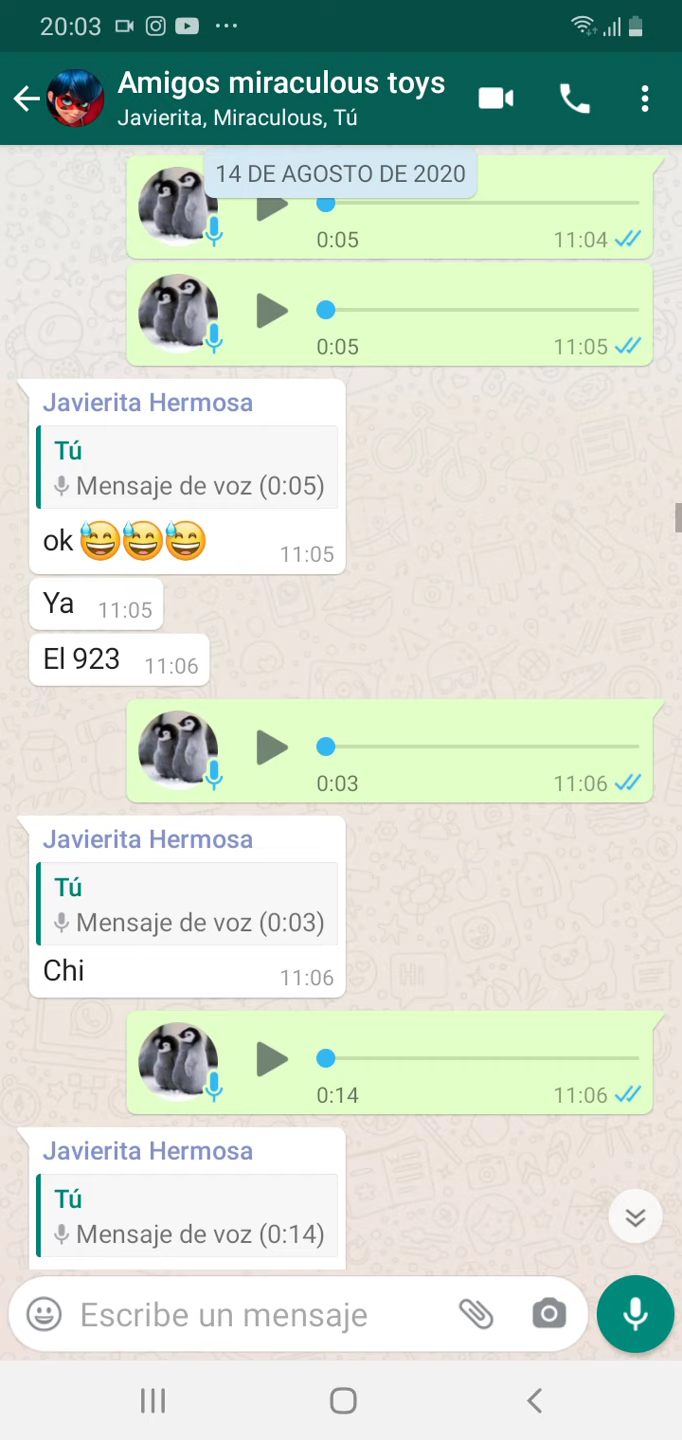 20:03
Amigos miraculous toys
Javierita, Miraculous, Tú
14 DE AGOSTO DE 2020
0:05 11:04
0:05 11:05
Javierita Hermosa
Tú
Mensaje de voz (0:05)
ok 😅😅😅 11:05
Ya 11:05
El 923 11:06
0:03 11:06
Javierita Hermosa
Tú
Mensaje de voz (0:03)
Chi 11:06
0:14 11:06
Javierita Hermosa
Tú
Mensaje de voz (0:14)
Escribe un mensaje